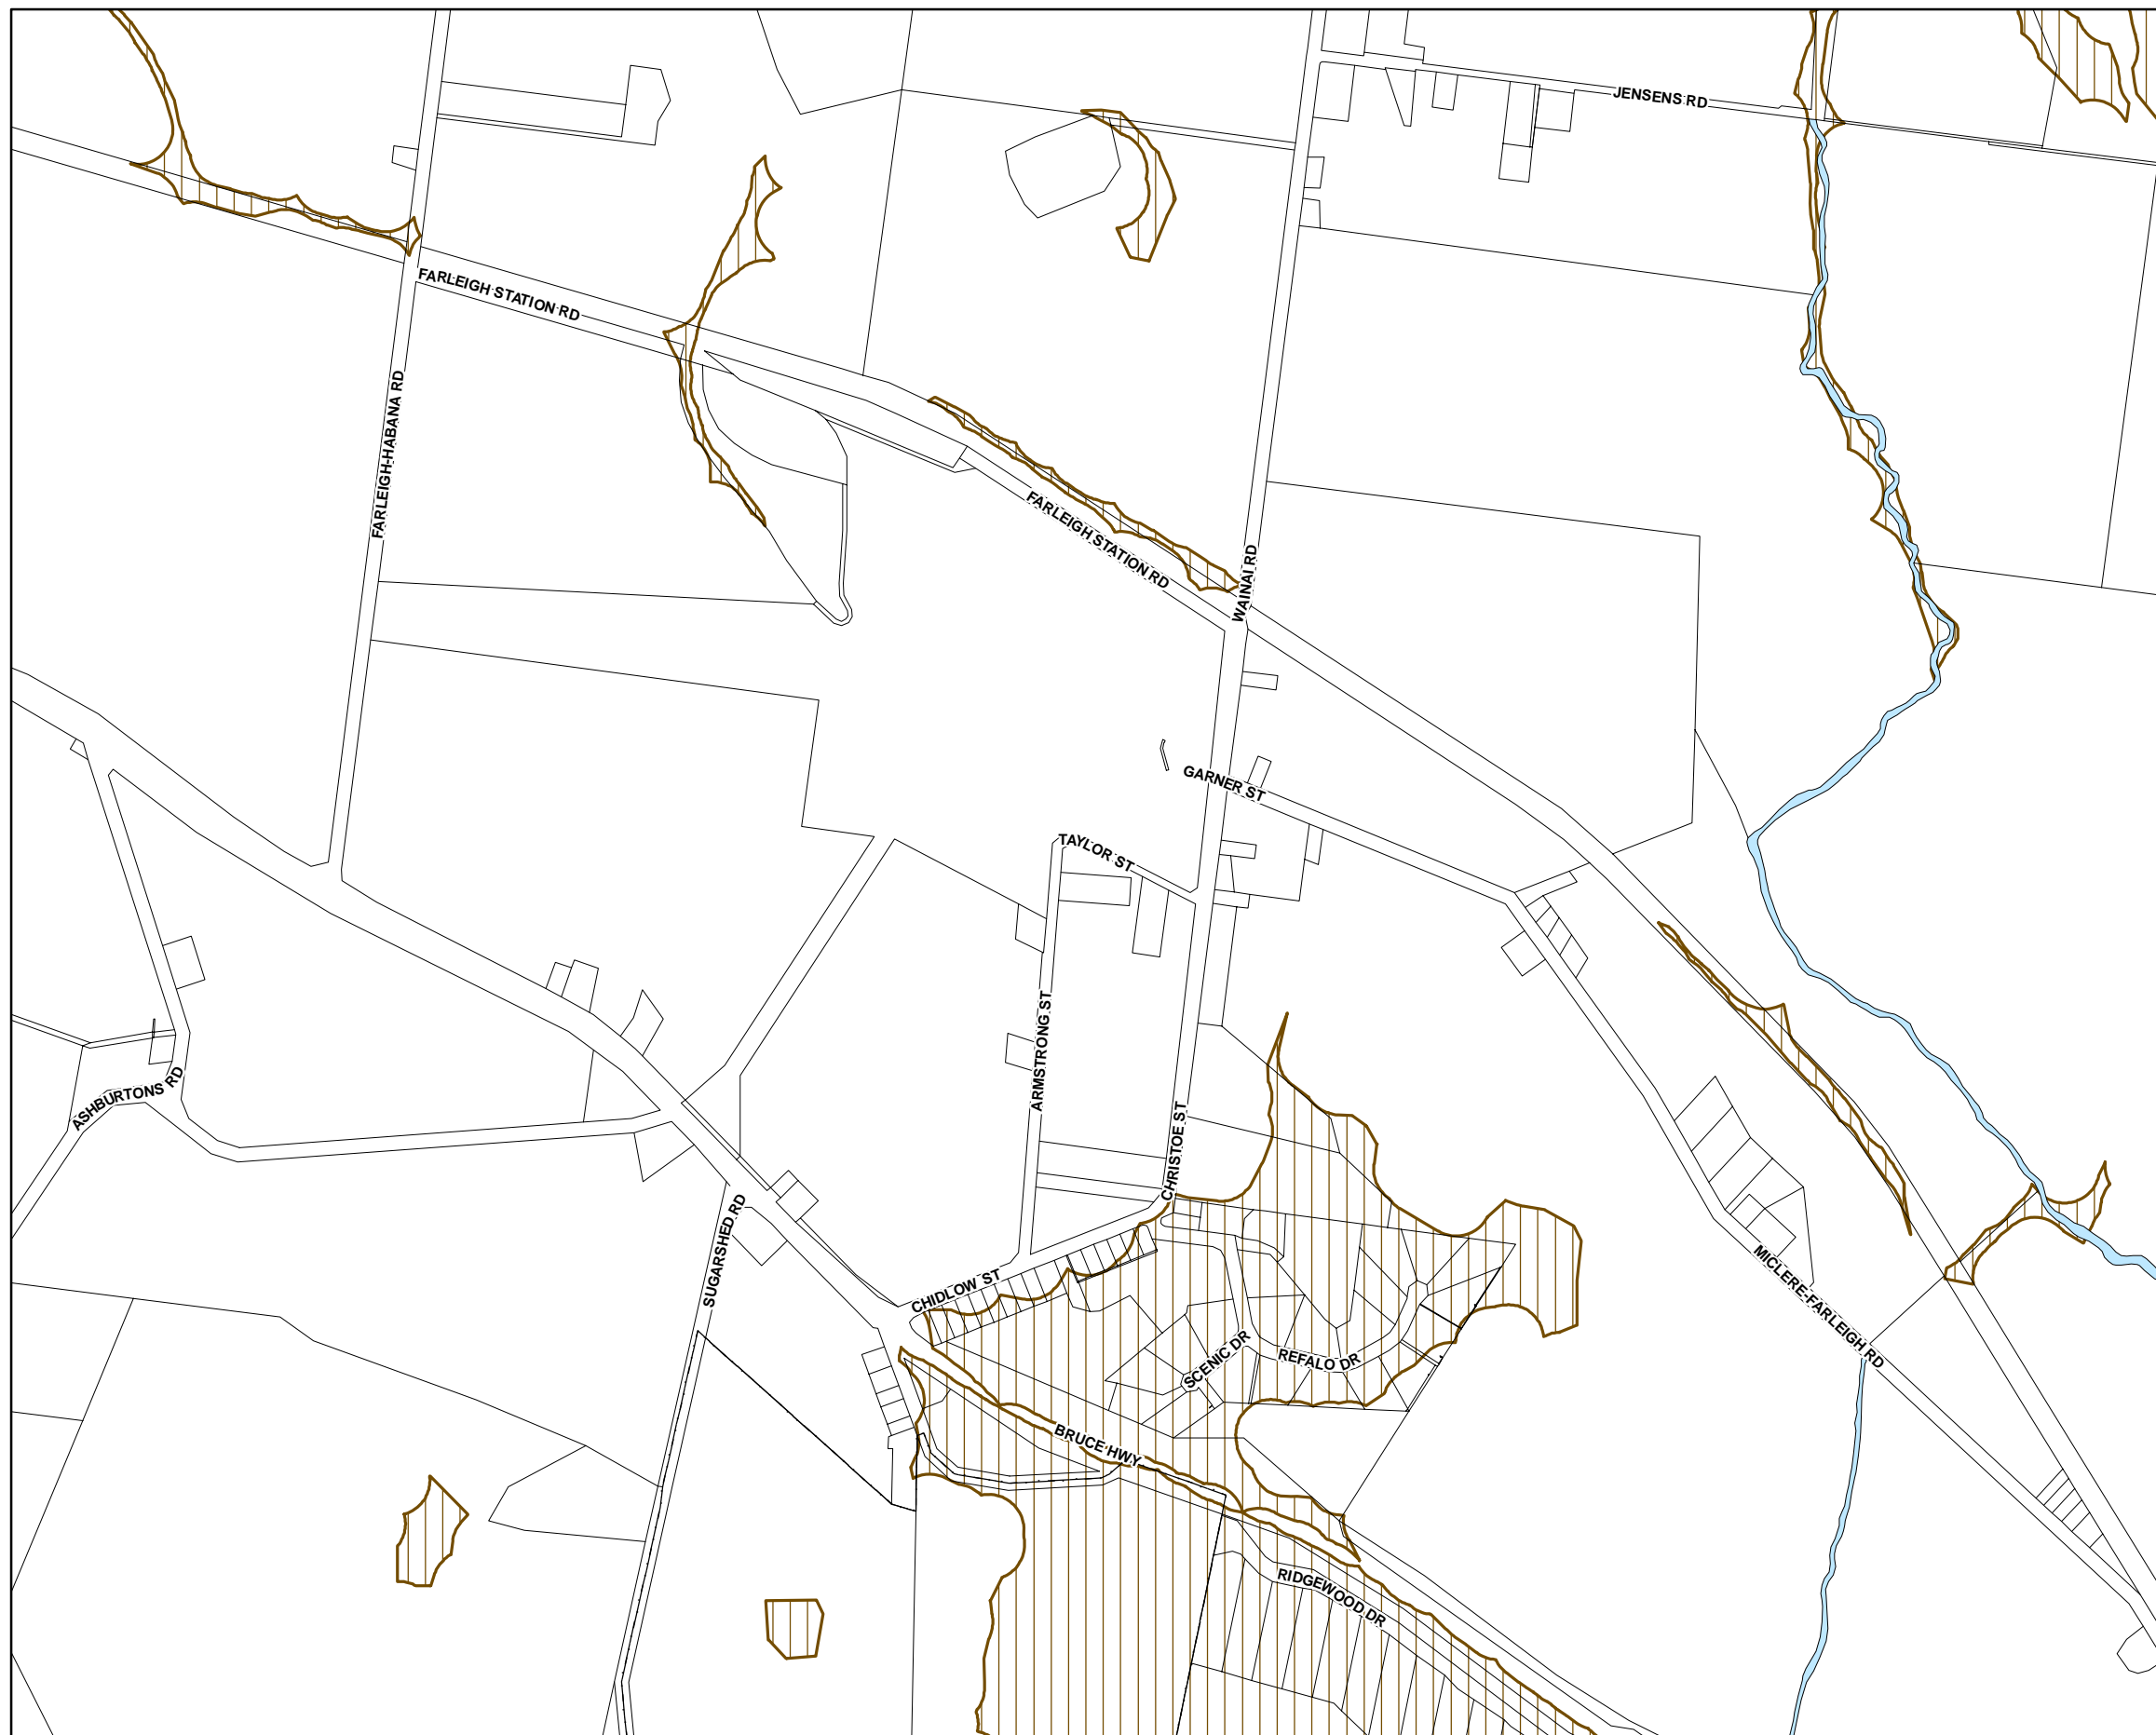 JENSENS RD
FARLEIGH STATION RD
FARLEIGH-HABANA RD
FARLEIGH STATION RD
WAINAI RD
GARNER ST
TAYLOR ST
ARMSTRONG ST
ASHBURTONS RD
CHRISTOE ST
SUGARSHED RD
CHIDLOW ST
MICLERE-FARLEIGH RD
SCENIC DR
REFALO DR
BRUCE HWY
RIDGEWOOD DR